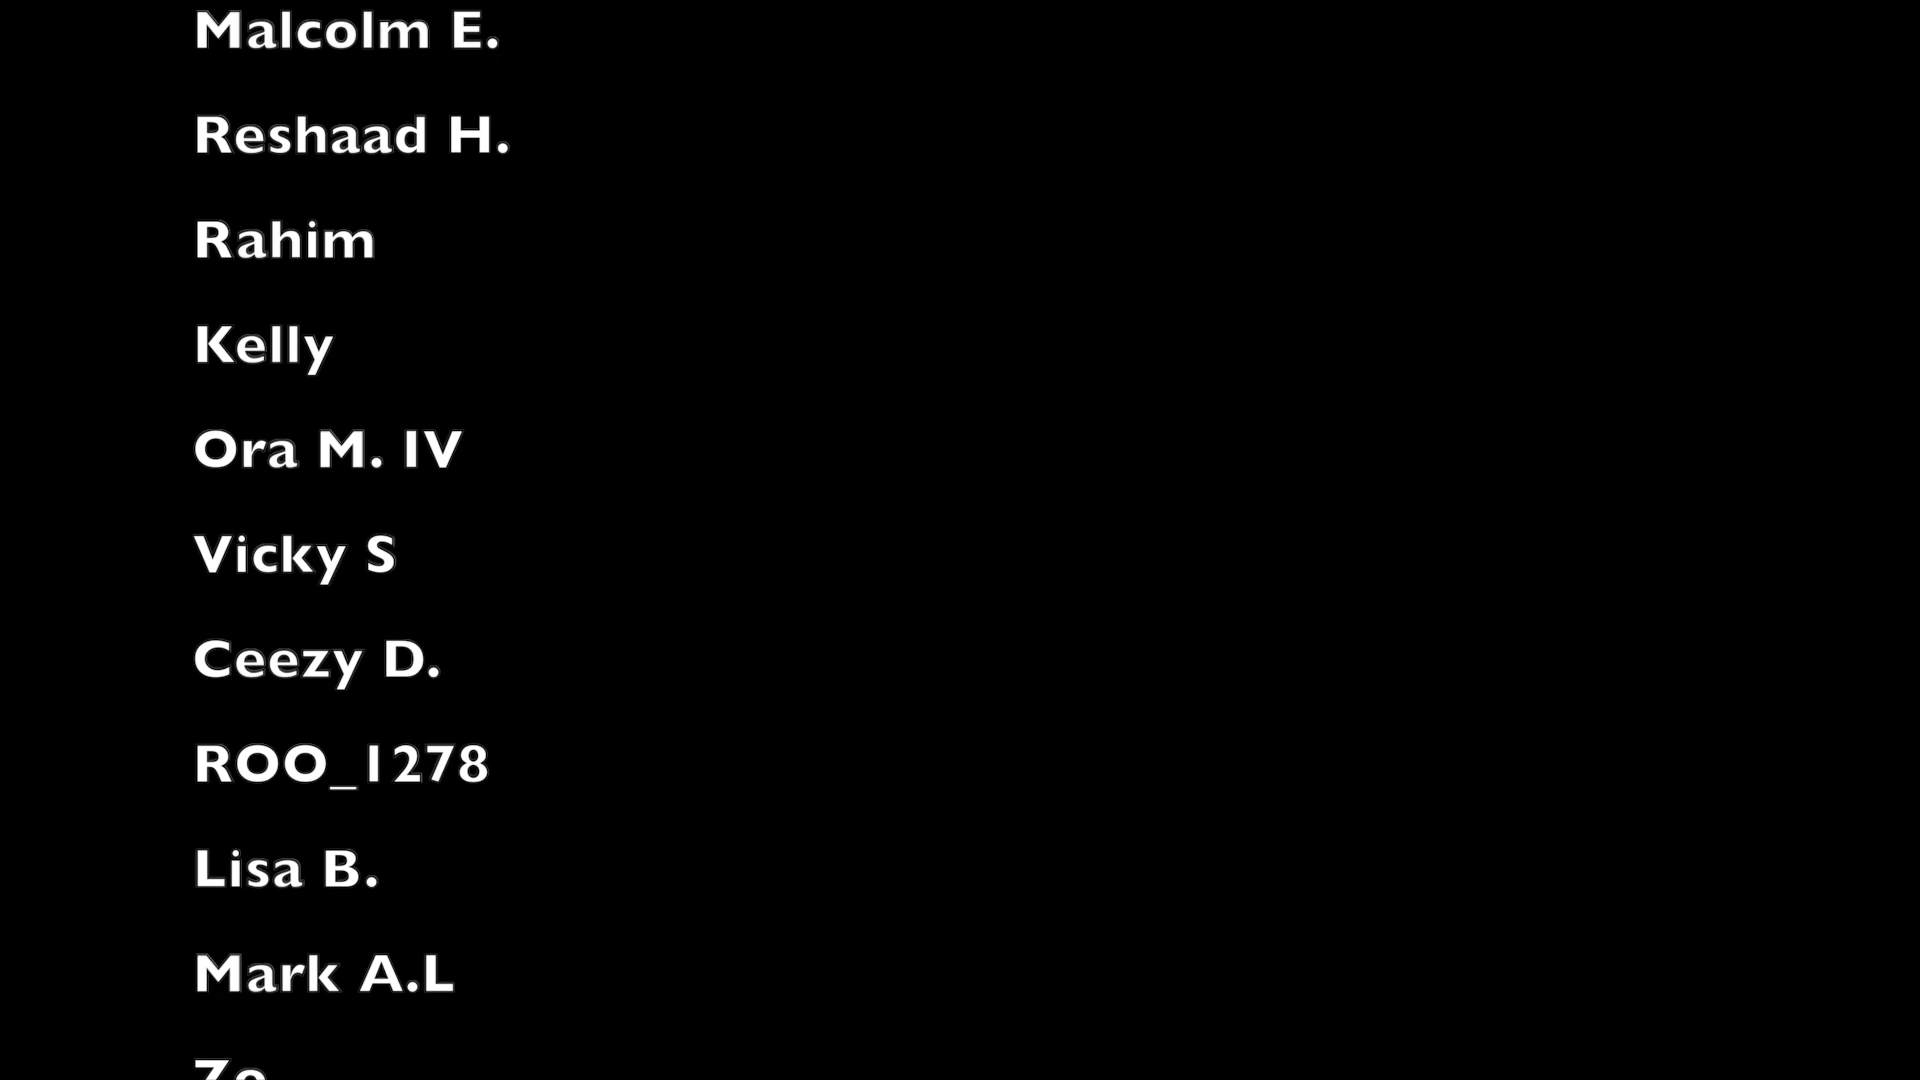 Malcolm E.
Reshaad H.
Rahim
Kelly
Ora M. IV
Vicky S
Ceezy D.
ROO_1278
Lisa B.
Mark A.L